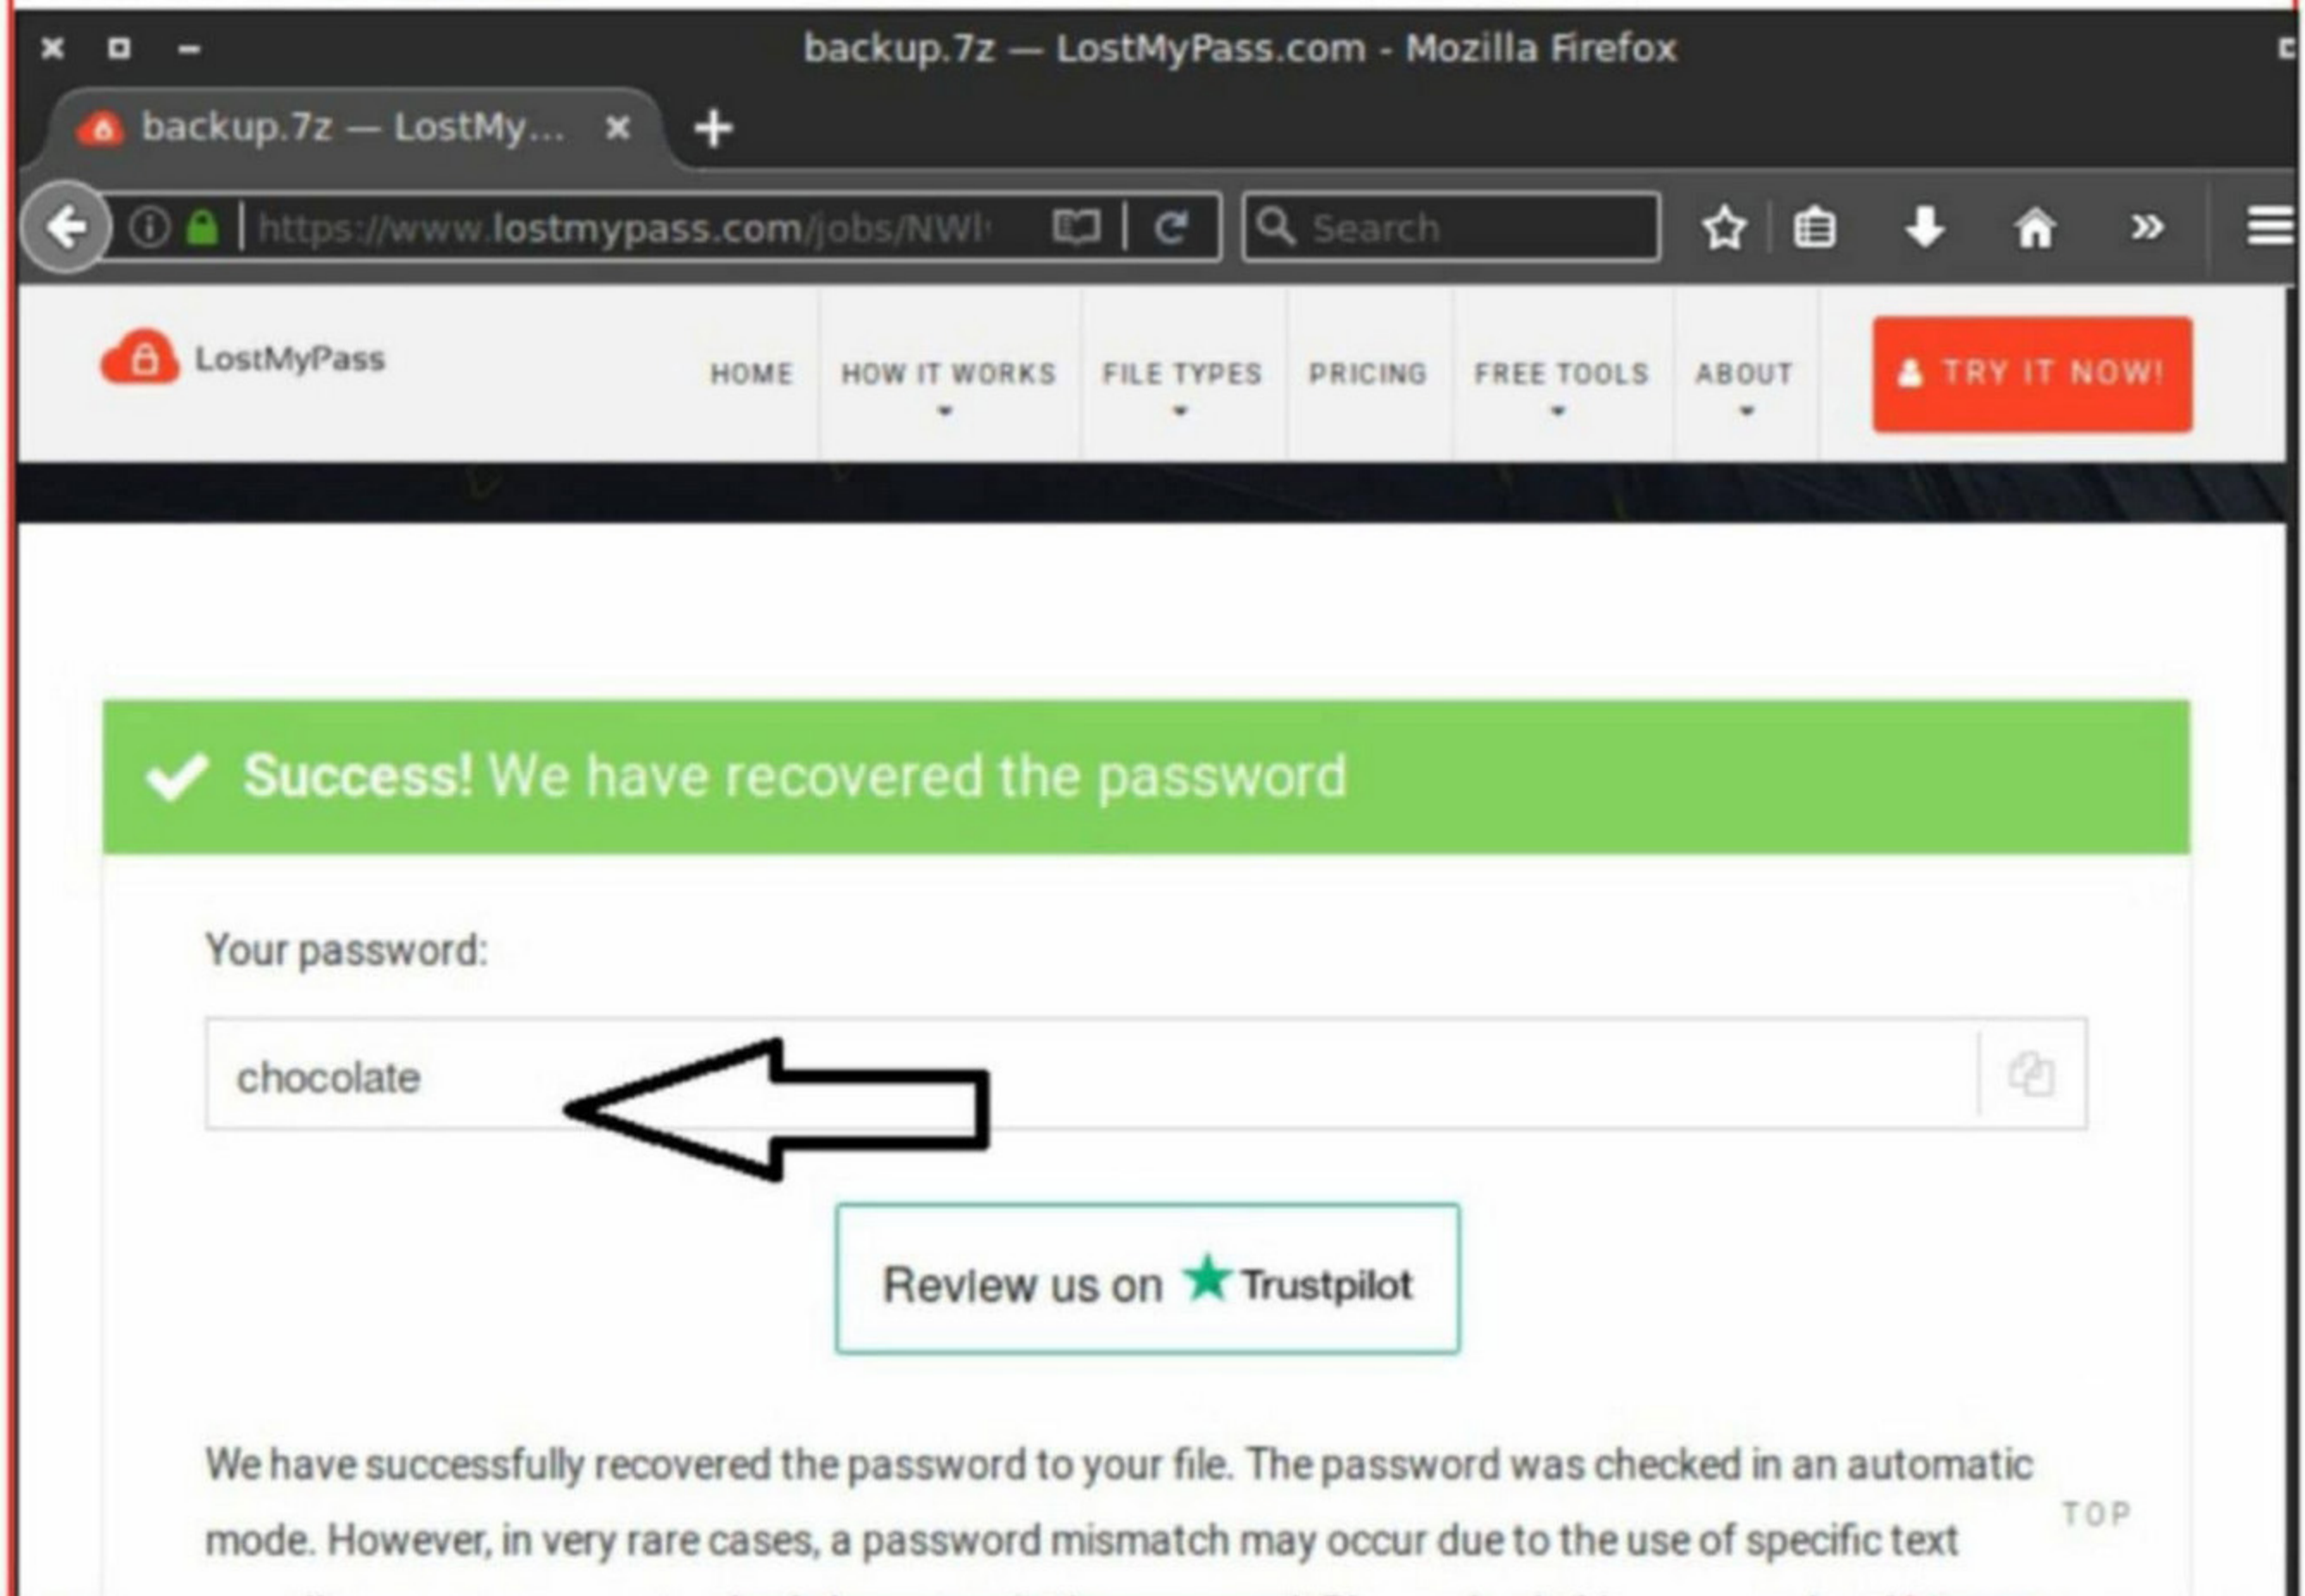 backup.7z — LostMyPass.com - Mozilla Firefox
backup.7z — LostMy...
https://www.lostmypass.com/jobs/NWI
Search
LostMyPass
HOME
HOW IT WORKS
FILE TYPES
PRICING
FREE TOOLS
ABOUT
TRY IT NOW!
Success! We have recovered the password
Your password:
chocolate
Review us on Trustpilot
We have successfully recovered the password to your file. The password was checked in an automatic
mode. However, in very rare cases, a password mismatch may occur due to the use of specific text
TOP